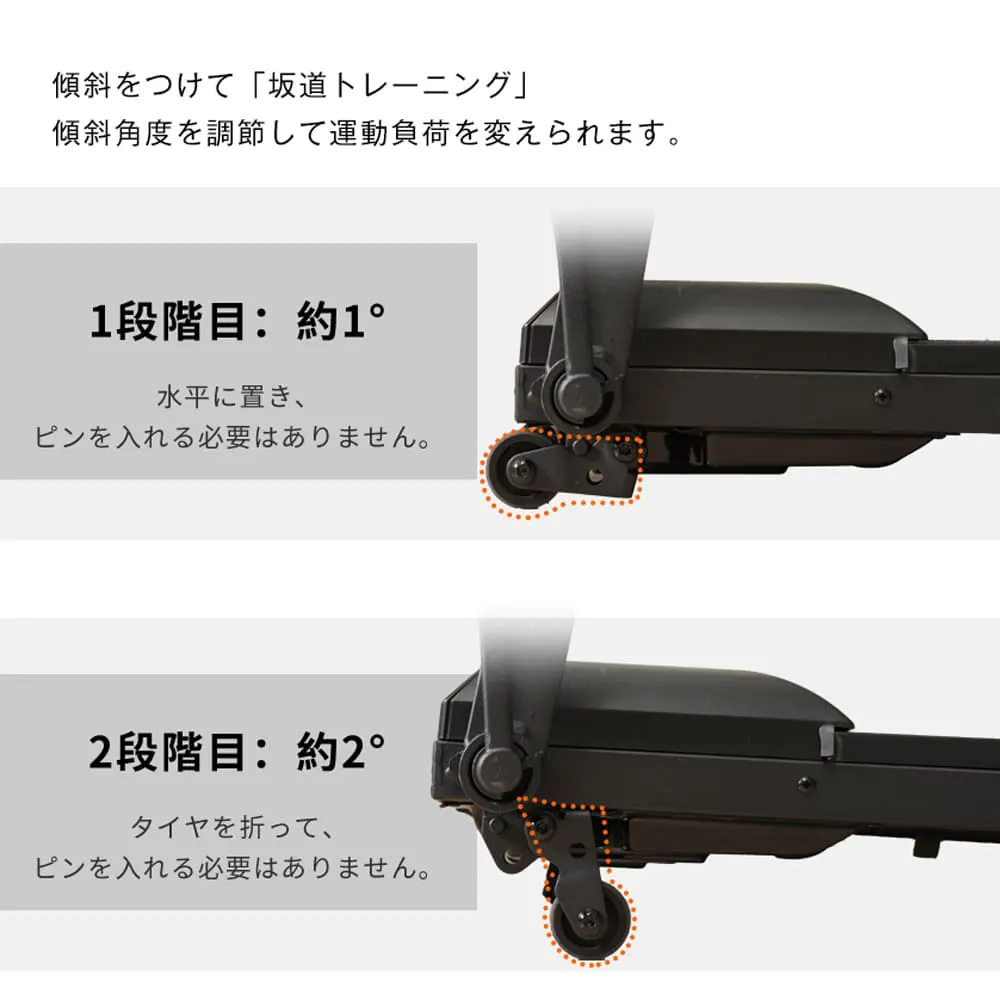 傾斜をつけて「坂道トレーニング」
傾斜角度を調節して運動負荷を変えられます。
1段階目：約1°
水平に置き、
ピンを入れる必要はありません。
2段階目：約2°
タイヤを折って、
ピンを入れる必要はありません。